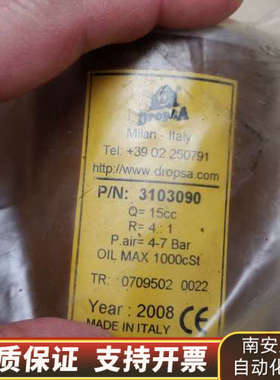 DropsA
Milan - Italy
Tel: +39 02 250791
http://www.dropsa.com
P/N: 3103090
Q= 15cc
R= 4 : 1
P.air= 4-7 Bar
OIL MAX 1000cSt
TR: 0709502 0022
Year : 2008 CE
MADE IN ITALY
质保证 支持开票
南安
自动化